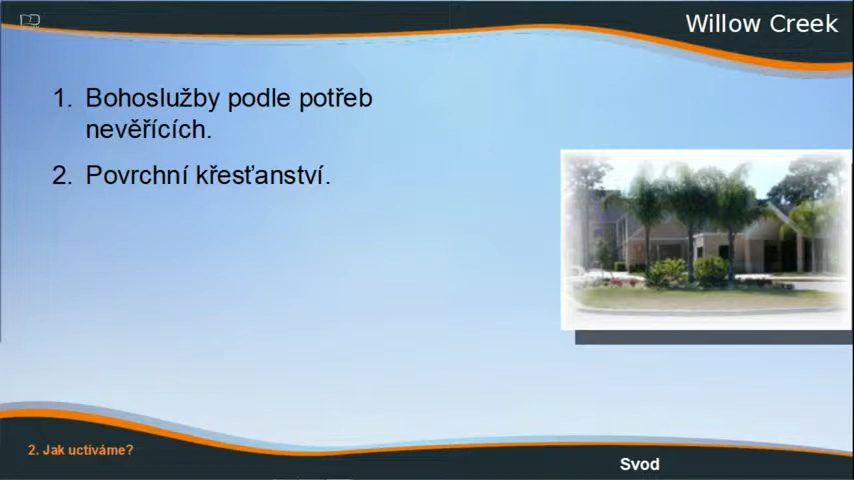 Willow Creek
1. Bohoslužby podle potřeb
nevěřících.
2. Povrchní křesťanství.
2. Jak uctíváme?
Svod